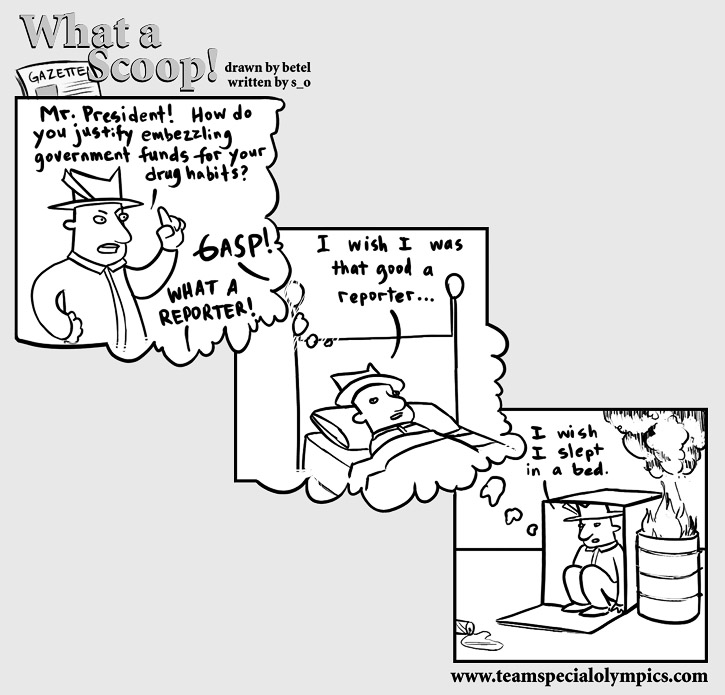 What a
Scoop!
GAZETTE
drawn by betel
written by s_o
Mr. President! How do
you justify embezzling
government funds for your
drug habits?
GASP!
WHAT A
REPORTER!
I wish I was
that good a
reporter...
I wish
I slept
in a bed.
www.teamspecialolympics.com